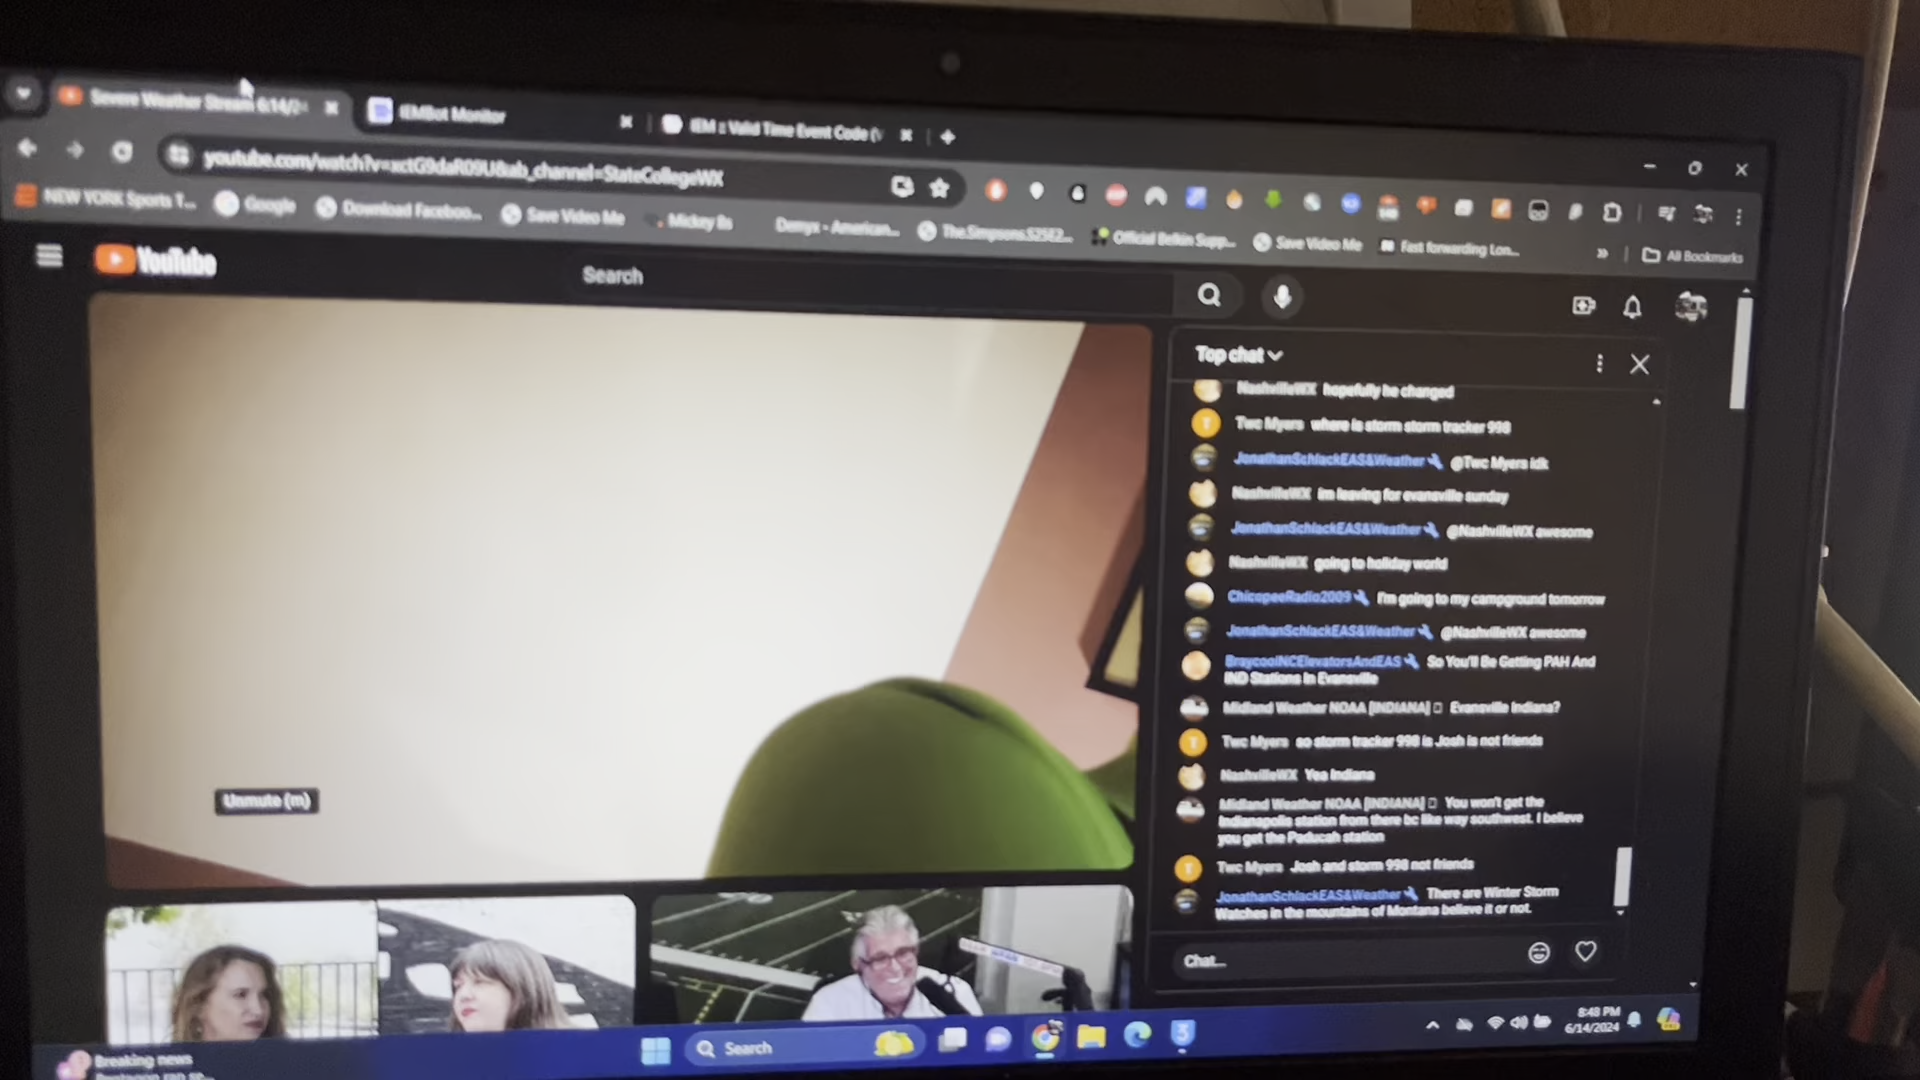 Severe Weather Stream 6/14/2
IEMBot Monitor
IEM :: Valid Time Event Code (V
youtube.com/watch?v=xctG9daR09U&ab_channel=StateCollegeWX
NEW YORK Sports T...
Google
Download Faceboo...
Save Video Me
Mickey Bs
Demyx - American...
The.Simpsons.S25E2...
Official Belkin Supp...
Save Video Me
Fast forwarding Lon...
All Bookmarks
YouTube
Search
Top chat
NashvilleWX hopefully he changed
Twc Myers where is storm storm tracker 998
JonathanSchlackEAS&Weather @Twc Myers idk
NashvilleWX im leaving for evansville sunday
JonathanSchlackEAS&Weather @NashvilleWX awesome
NashvilleWX going to holiday world
ChicopeeRadio2009 I'm going to my campground tomorrow
JonathanSchlackEAS&Weather @NashvilleWX awesome
BraycoolNCElevatorsAndEAS So You'll Be Getting PAH And
IND Stations In Evansville
Midland Weather NOAA [INDIANA] Evansville Indiana?
Twc Myers so storm tracker 998 is Josh is not friends
NashvilleWX Yea Indiana
Midland Weather NOAA [INDIANA] You won't get the
Indianapolis station from there bc like way southwest. I believe
you get the Paducah station
Twc Myers Josh and storm 998 not friends
JonathanSchlackEAS&Weather There are Winter Storm
Watches in the mountains of Montana believe it or not.
Chat...
Unmute (m)
Breaking news
Pentagon ran se...
Search
8:48 PM
6/14/2024